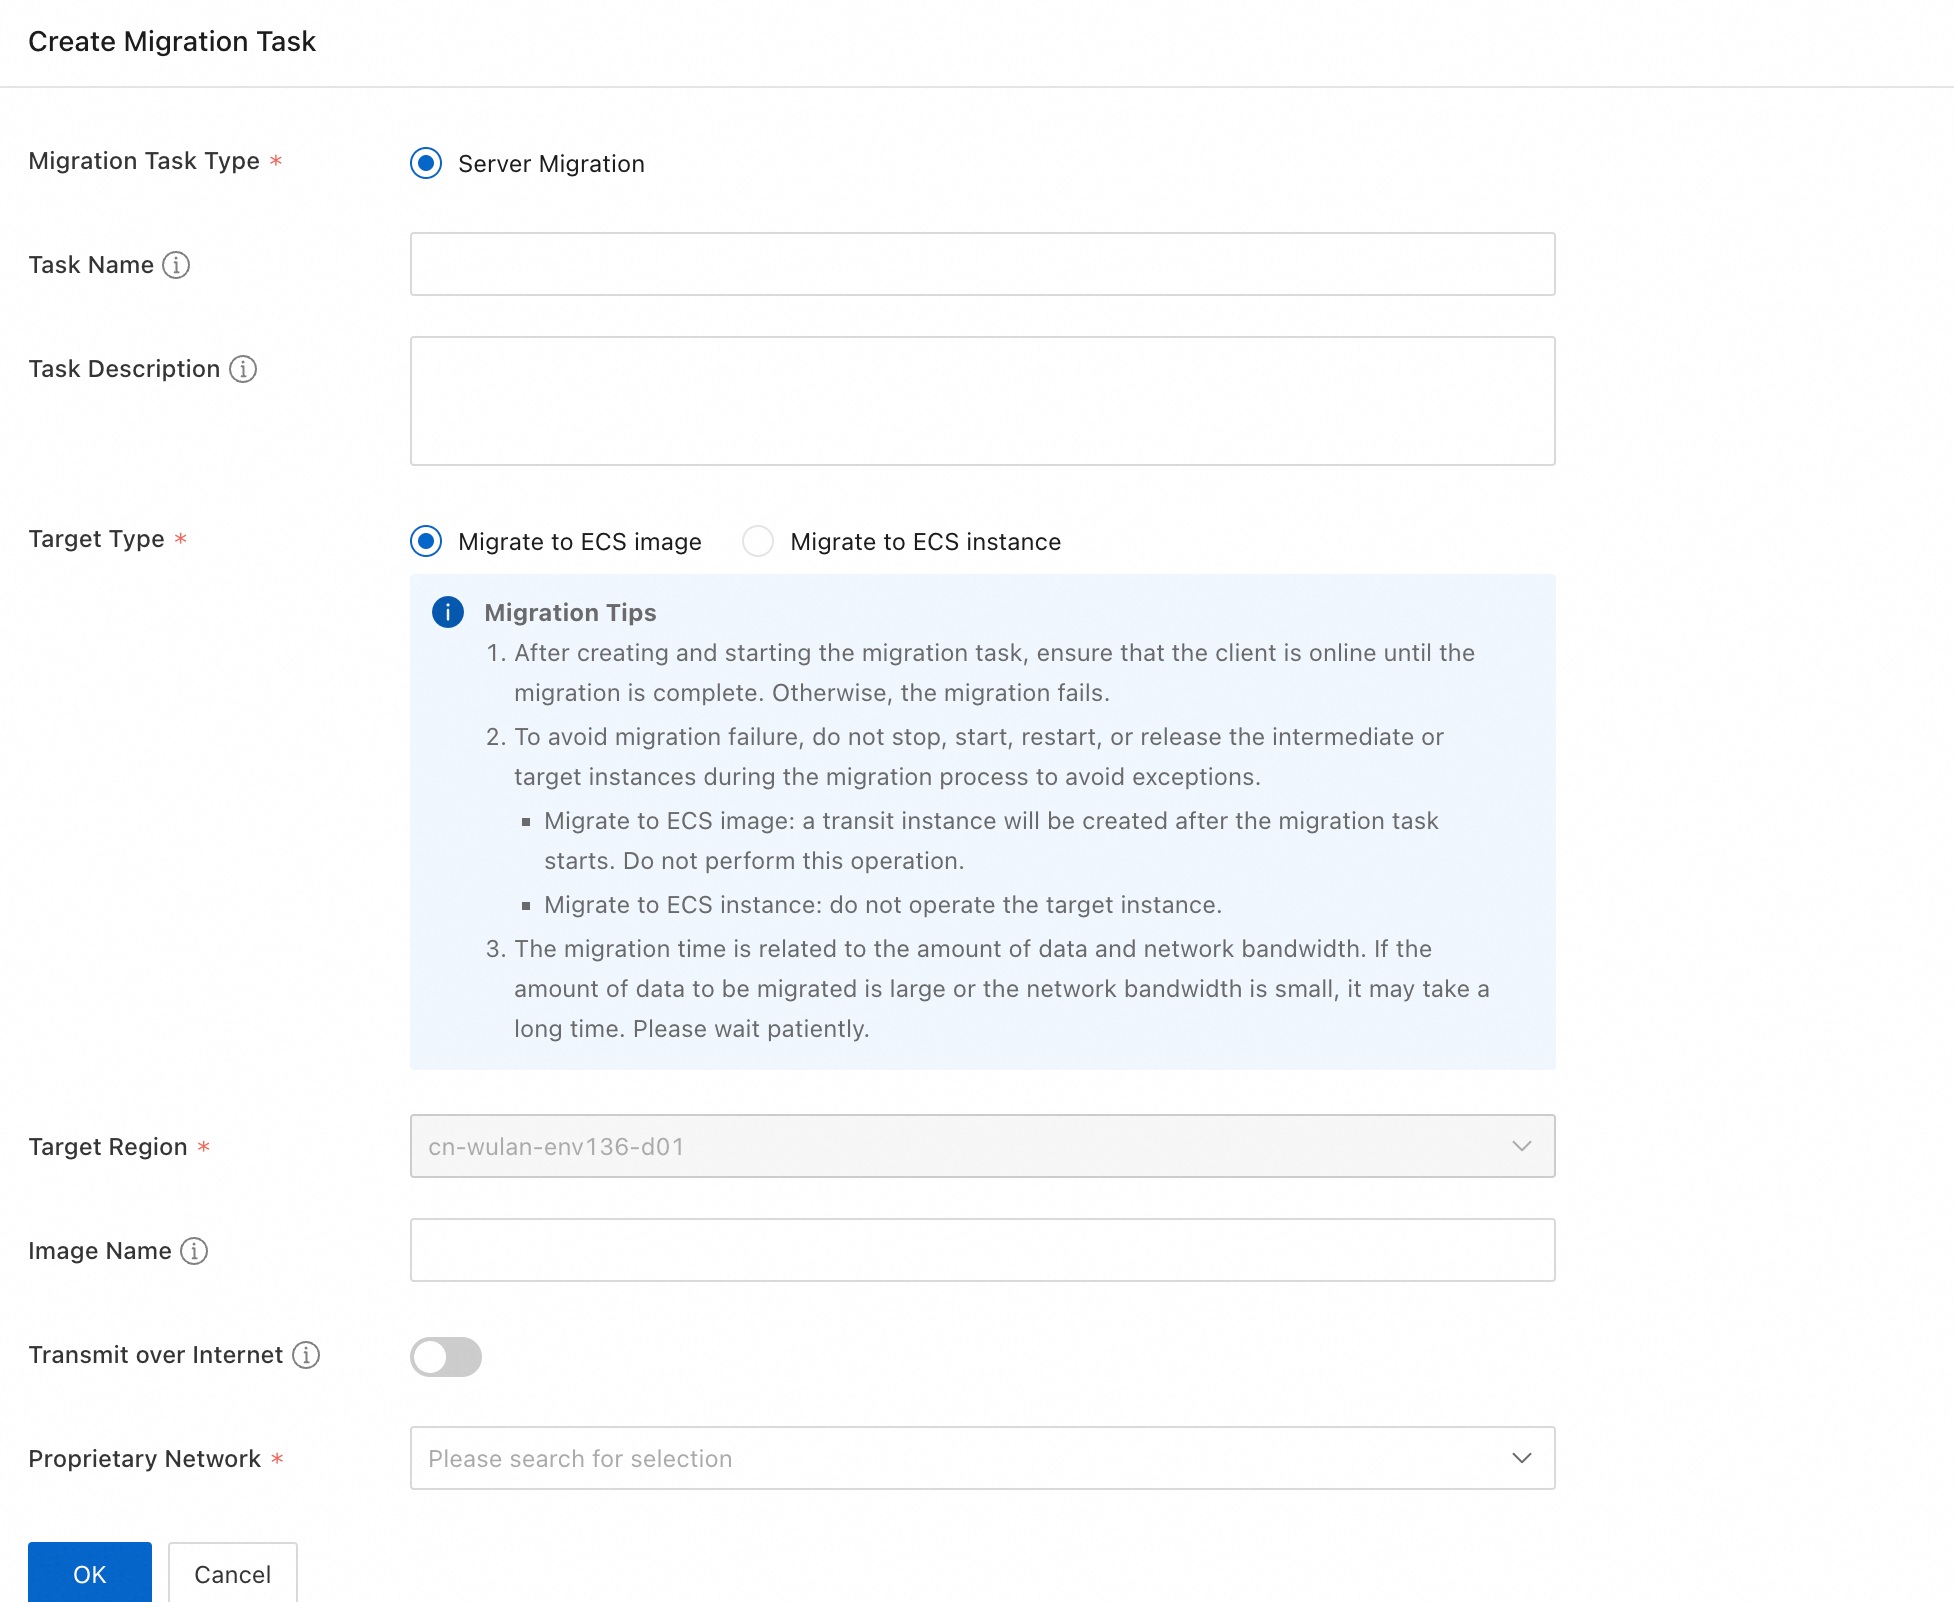 Create Migration Task
Migration Task Type *
Server Migration
Task Name
Task Description
Target Type *
Migrate to ECS image
Migrate to ECS instance
Migration Tips
1. After creating and starting the migration task, ensure that the client is online until the
migration is complete. Otherwise, the migration fails.
2. To avoid migration failure, do not stop, start, restart, or release the intermediate or
target instances during the migration process to avoid exceptions.
▪ Migrate to ECS image: a transit instance will be created after the migration task
starts. Do not perform this operation.
▪ Migrate to ECS instance: do not operate the target instance.
3. The migration time is related to the amount of data and network bandwidth. If the
amount of data to be migrated is large or the network bandwidth is small, it may take a
long time. Please wait patiently.
Target Region *
cn-wulan-env136-d01
Image Name
Transmit over Internet
Proprietary Network *
Please search for selection
OK
Cancel